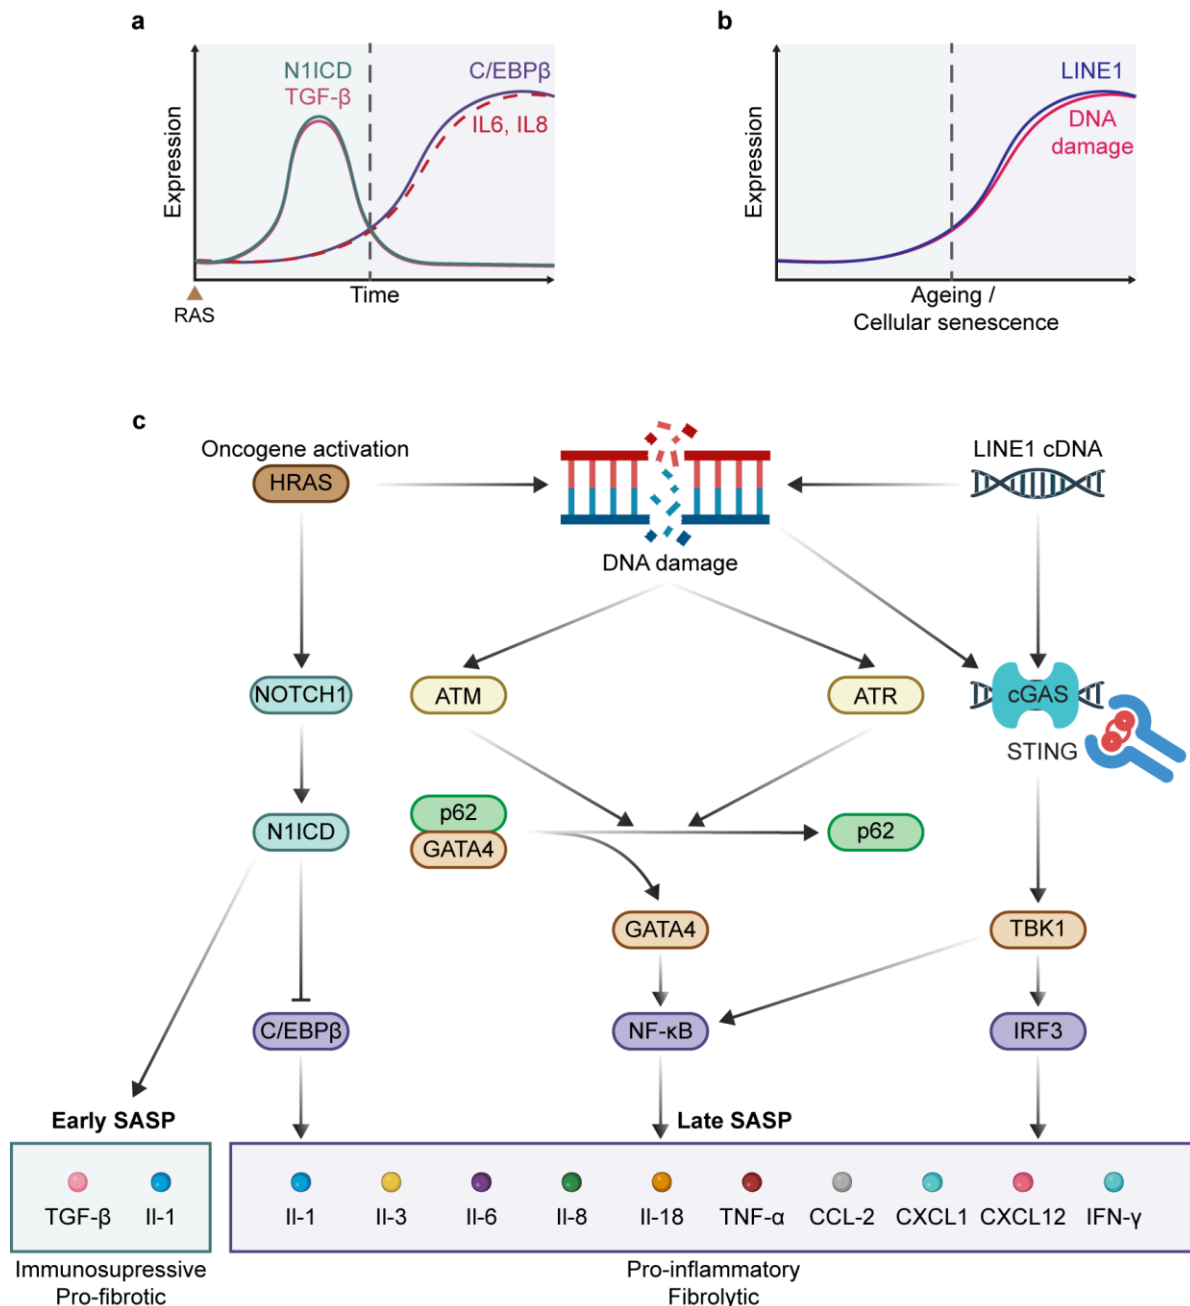 a
Expression
N1ICD
TGF-β
C/EBPβ
IL6, IL8
Time
RAS
b
Expression
LINE1
DNA
damage
Ageing /
Cellular senescence
c
Oncogene activation
HRAS
DNA damage
LINE1 cDNA
NOTCH1
ATM
ATR
cGAS
STING
N1ICD
p62
GATA4
p62
GATA4
TBK1
C/EBPβ
NF-κB
IRF3
Early SASP
Late SASP
TGF-β
Il-1
Il-1
Il-3
Il-6
Il-8
Il-18
TNF-α
CCL-2
CXCL1
CXCL12
IFN-γ
Immunosupressive
Pro-fibrotic
Pro-inflammatory
Fibrolytic